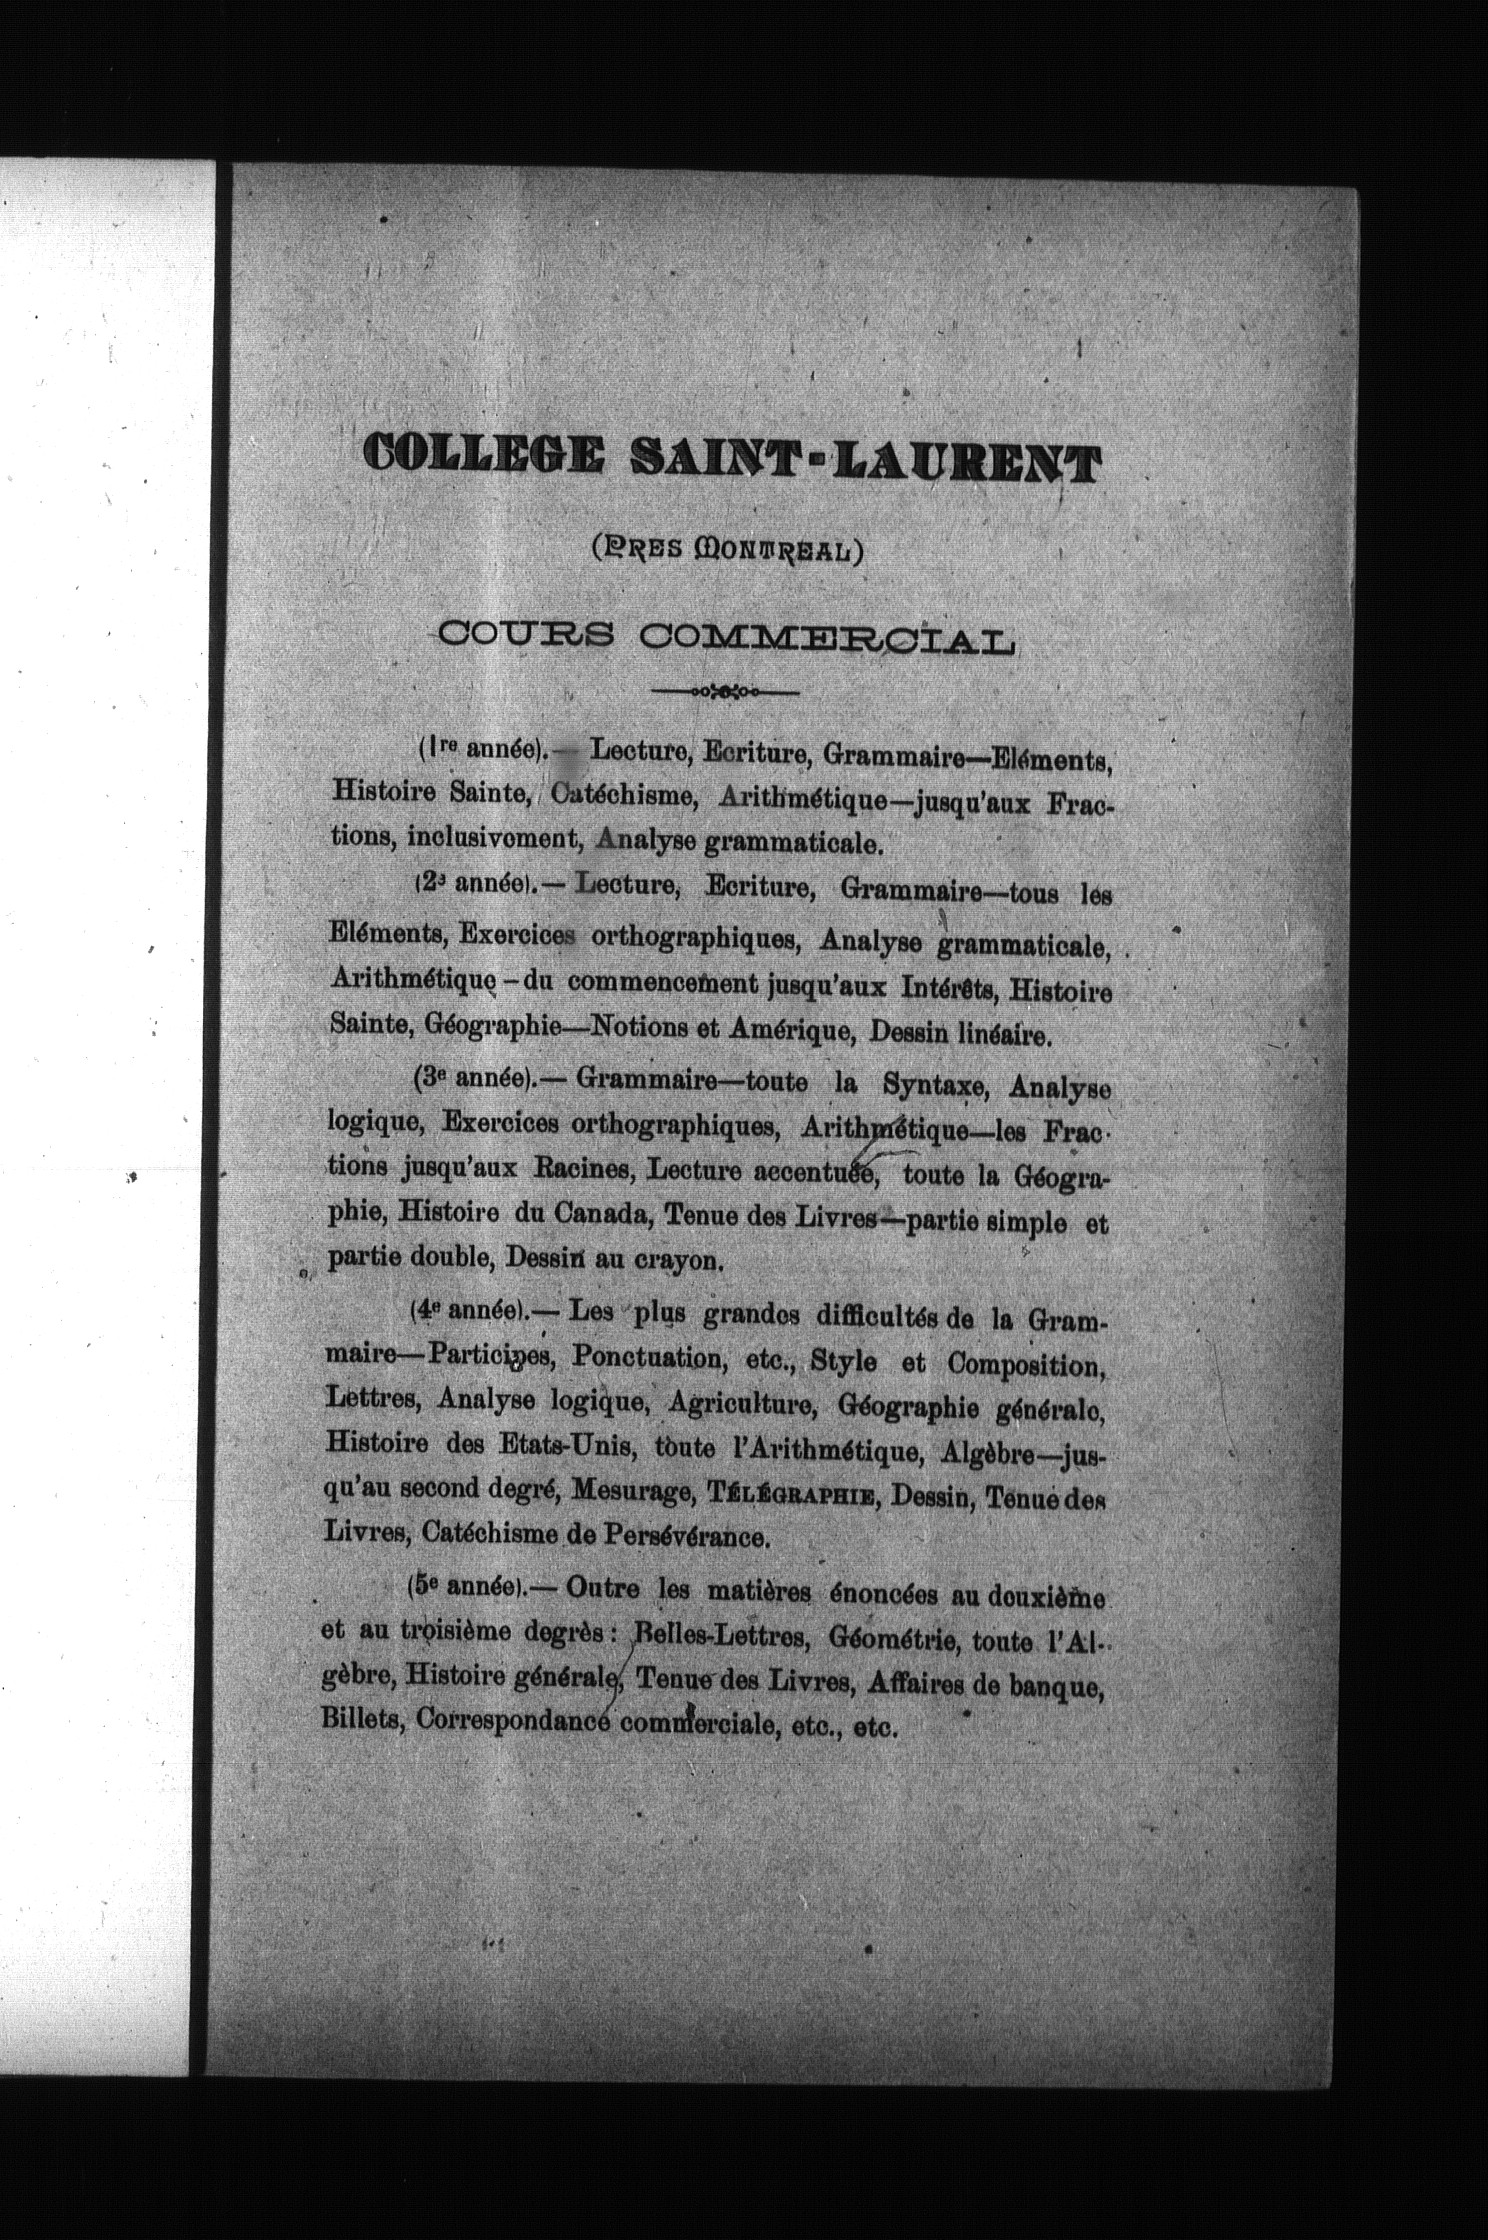 COLLEGE SAINT-LAURENT
(PRES MONTREAL)
COURS COMMERCIAL
(1re année).— Lecture, Ecriture, Grammaire—Eléments,
Histoire Sainte, Catéchisme, Arithmétique—jusqu'aux Frac-
tions, inclusivement, Analyse grammaticale.
(2e année).— Lecture, Ecriture, Grammaire—tous les
Eléments, Exercices orthographiques, Analyse grammaticale,
Arithmétique – du commencement jusqu'aux Intérêts, Histoire
Sainte, Géographie—Notions et Amérique, Dessin linéaire.
(3e année).— Grammaire—toute la Syntaxe, Analyse
logique, Exercices orthographiques, Arithmétique—les Frac-
tions jusqu'aux Racines, Lecture accentuée, toute la Géogra-
phie, Histoire du Canada, Tenue des Livres—partie simple et
partie double, Dessin au crayon.
(4e année).— Les plus grandes difficultés de la Gram-
maire—Participes, Ponctuation, etc., Style et Composition,
Lettres, Analyse logique, Agriculture, Géographie générale,
Histoire des Etats-Unis, toute l'Arithmétique, Algèbre—jus-
qu'au second degré, Mesurage, TÉLÉGRAPHIE, Dessin, Tenue des
Livres, Catéchisme de Persévérance.
(5e année).— Outre les matières énoncées au deuxième
et au troisième degrès : Belles-Lettres, Géométrie, toute l'Al-
gèbre, Histoire générale, Tenue des Livres, Affaires de banque,
Billets, Correspondance commerciale, etc., etc.